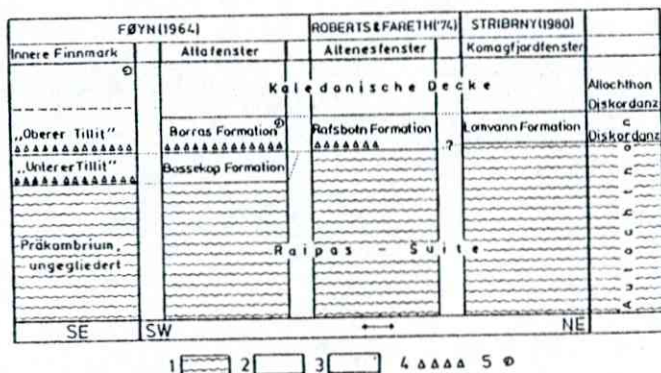 FØYN(1964) ROBERTS & FARETH('74) STRIBRNY(1980)
Innere Finnmark Altafenster Altenesfenster Komagfjordfenster
Kaledonische Decke Allochthon
Diskordanz
„Oberer Tillit" Borras Formation Rafsbotn Formation ? Lomvann Formation Diskordanz
„Unterer Tillit" Bossekop Formation
Autochthon
Präkambrium,
ungegliedert
Raipas - Suite
SE SW NE
1 2 3 4 5